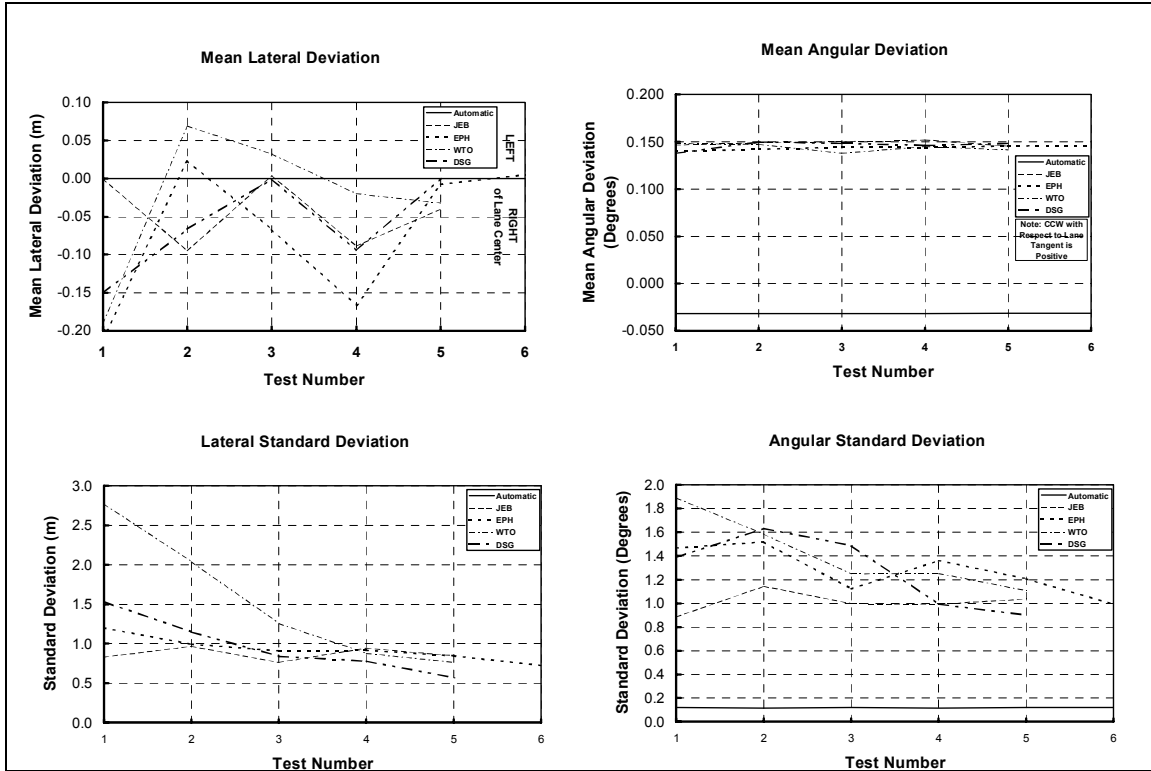 Mean Lateral Deviation
Mean Lateral Deviation (m)
0.10
0.05
0.00
-0.05
-0.10
-0.15
-0.20
1 2 3 4 5 6
Test Number
Automatic
JEB
EPH
WTO
DSG
LEFT
RIGHT
of Lane Center
Mean Angular Deviation
Mean Angular Deviation
(Degrees)
0.200
0.150
0.100
0.050
0.000
-0.050
1 2 3 4 5 6
Test Number
Automatic
JEB
EPH
WTO
DSG
Note: CCW with
Respect to Lane
Tangent is
Positive
Lateral Standard Deviation
Standard Deviation (m)
3.0
2.5
2.0
1.5
1.0
0.5
0.0
1 2 3 4 5 6
Test Number
Automatic
JEB
EPH
WTO
DSG
Angular Standard Deviation
Standard Deviation (Degrees)
2.0
1.8
1.6
1.4
1.2
1.0
0.8
0.6
0.4
0.2
0.0
1 2 3 4 5 6
Test Number
Automatic
JEB
EPH
WTO
DSG